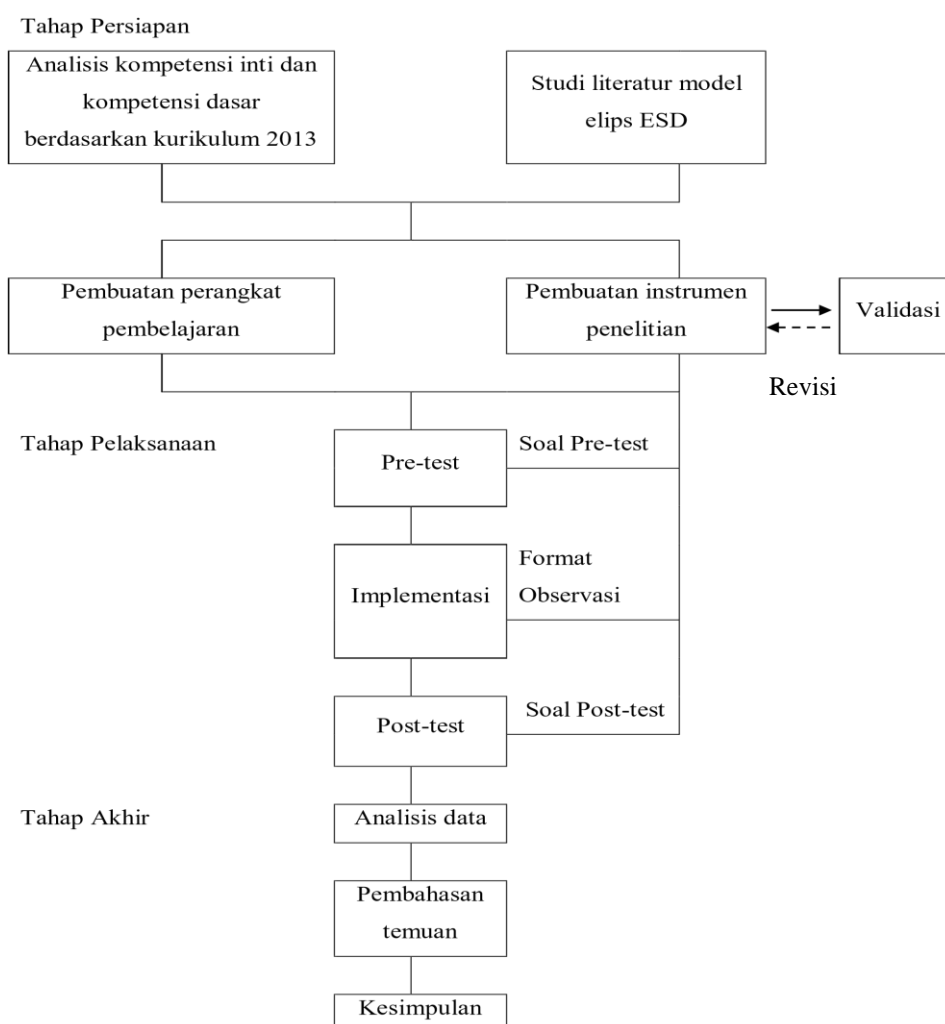 Tahap Persiapan
Analisis kompetensi inti dan
kompetensi dasar
berdasarkan kurikulum 2013
Studi literatur model
elips ESD
Pembuatan perangkat
pembelajaran
Pembuatan instrumen
penelitian
Validasi
Revisi
Tahap Pelaksanaan
Pre-test
Soal Pre-test
Implementasi
Format
Observasi
Post-test
Soal Post-test
Tahap Akhir
Analisis data
Pembahasan
temuan
Kesimpulan